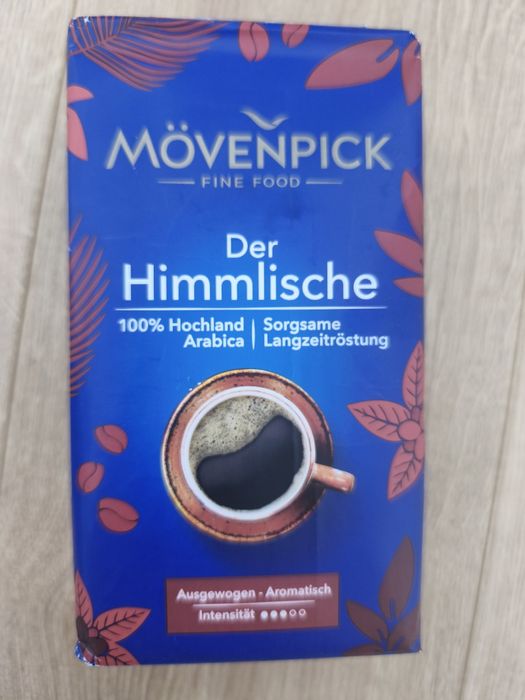 MÖVENPICK
FINE FOOD
Der
Himmlische
100% Hochland Arabica
Sorgsame Langzeitröstung
Ausgewogen - Aromatisch
Intensität